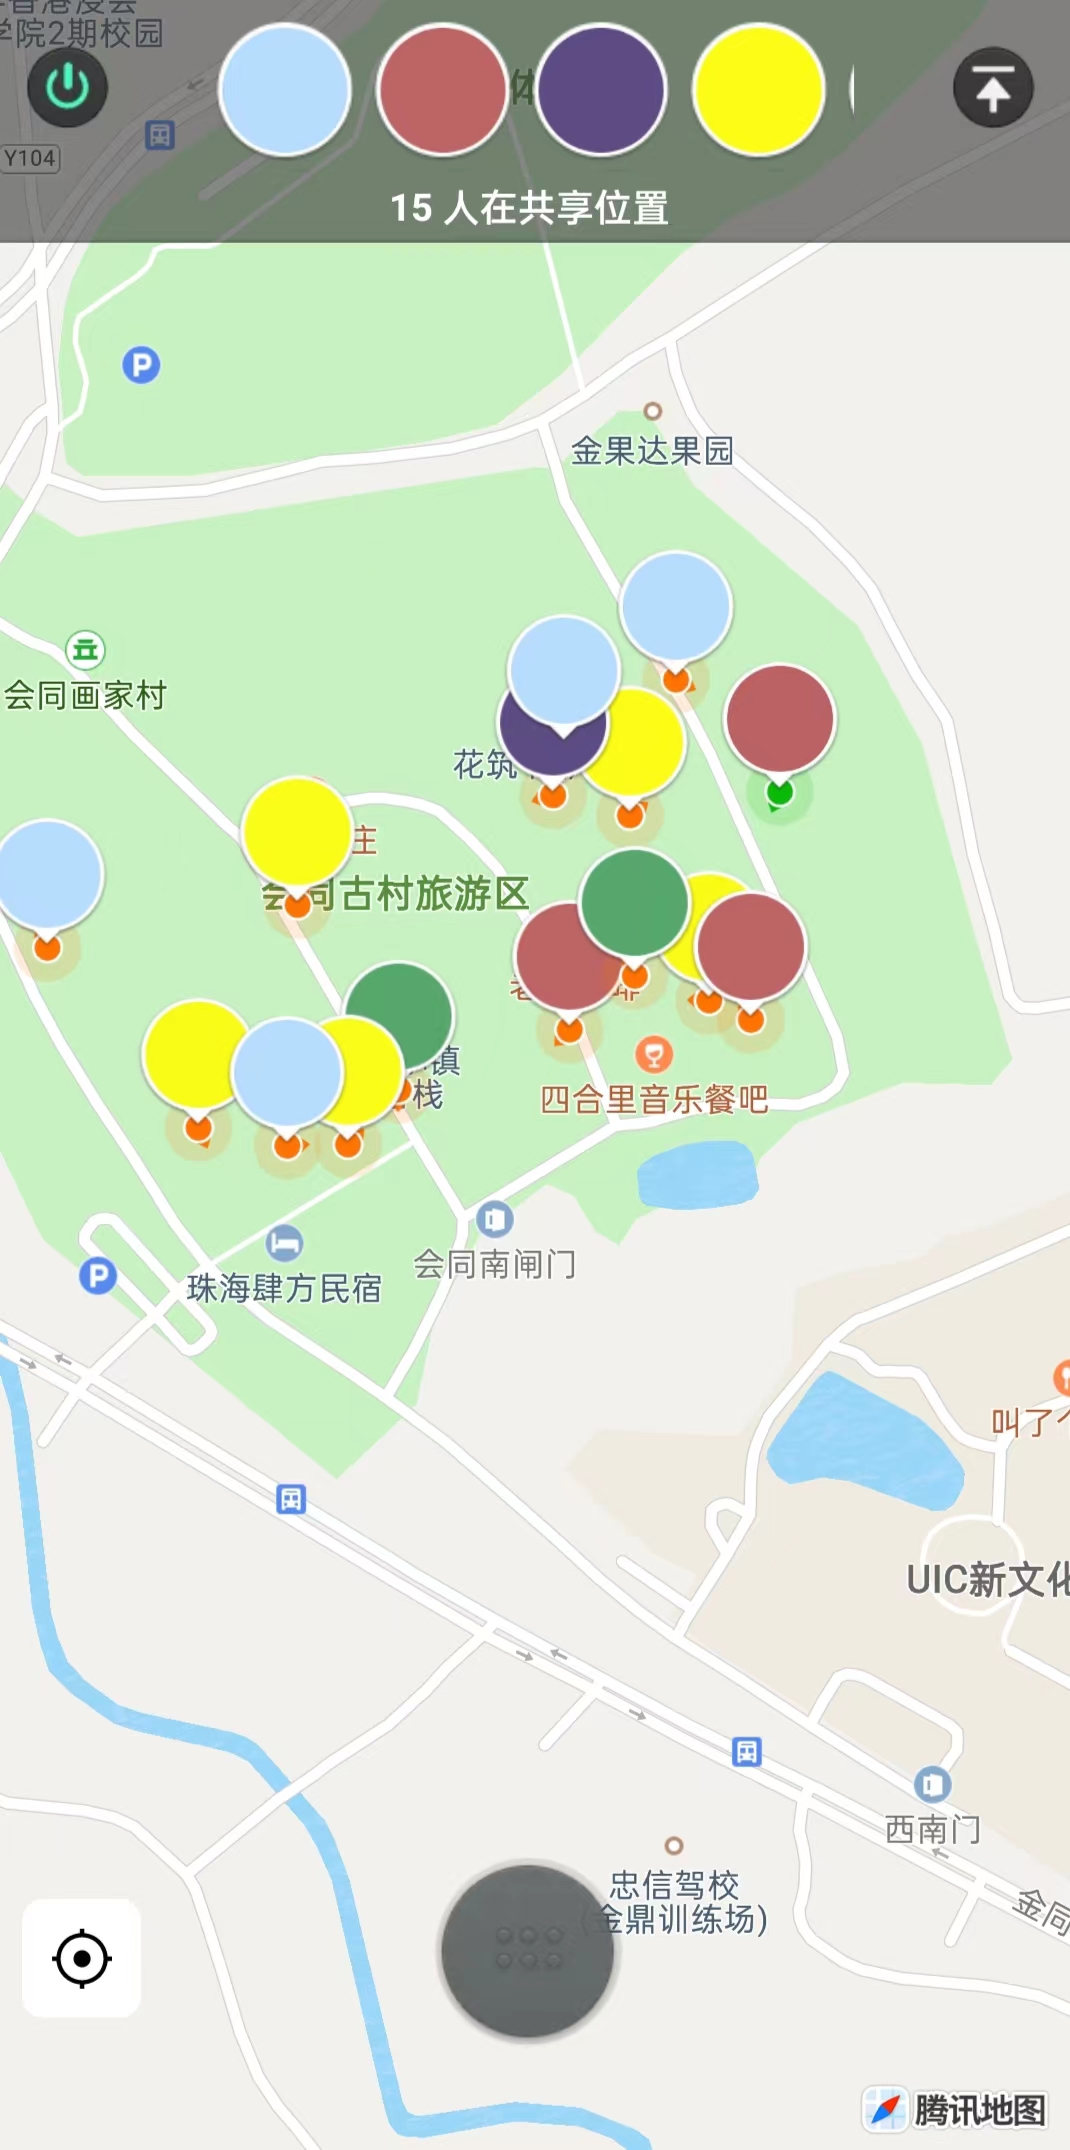 学院2期校园
Y104
体
15 人在共享位置
P
金果达果园
会同画家村
花筑
庄
会同古村旅游区
镇
栈
四合里音乐餐吧
会同南闸门
P
珠海肆方民宿
叫了个
UIC新文化
西南门
忠信驾校
(金鼎训练场)
金同
腾讯地图